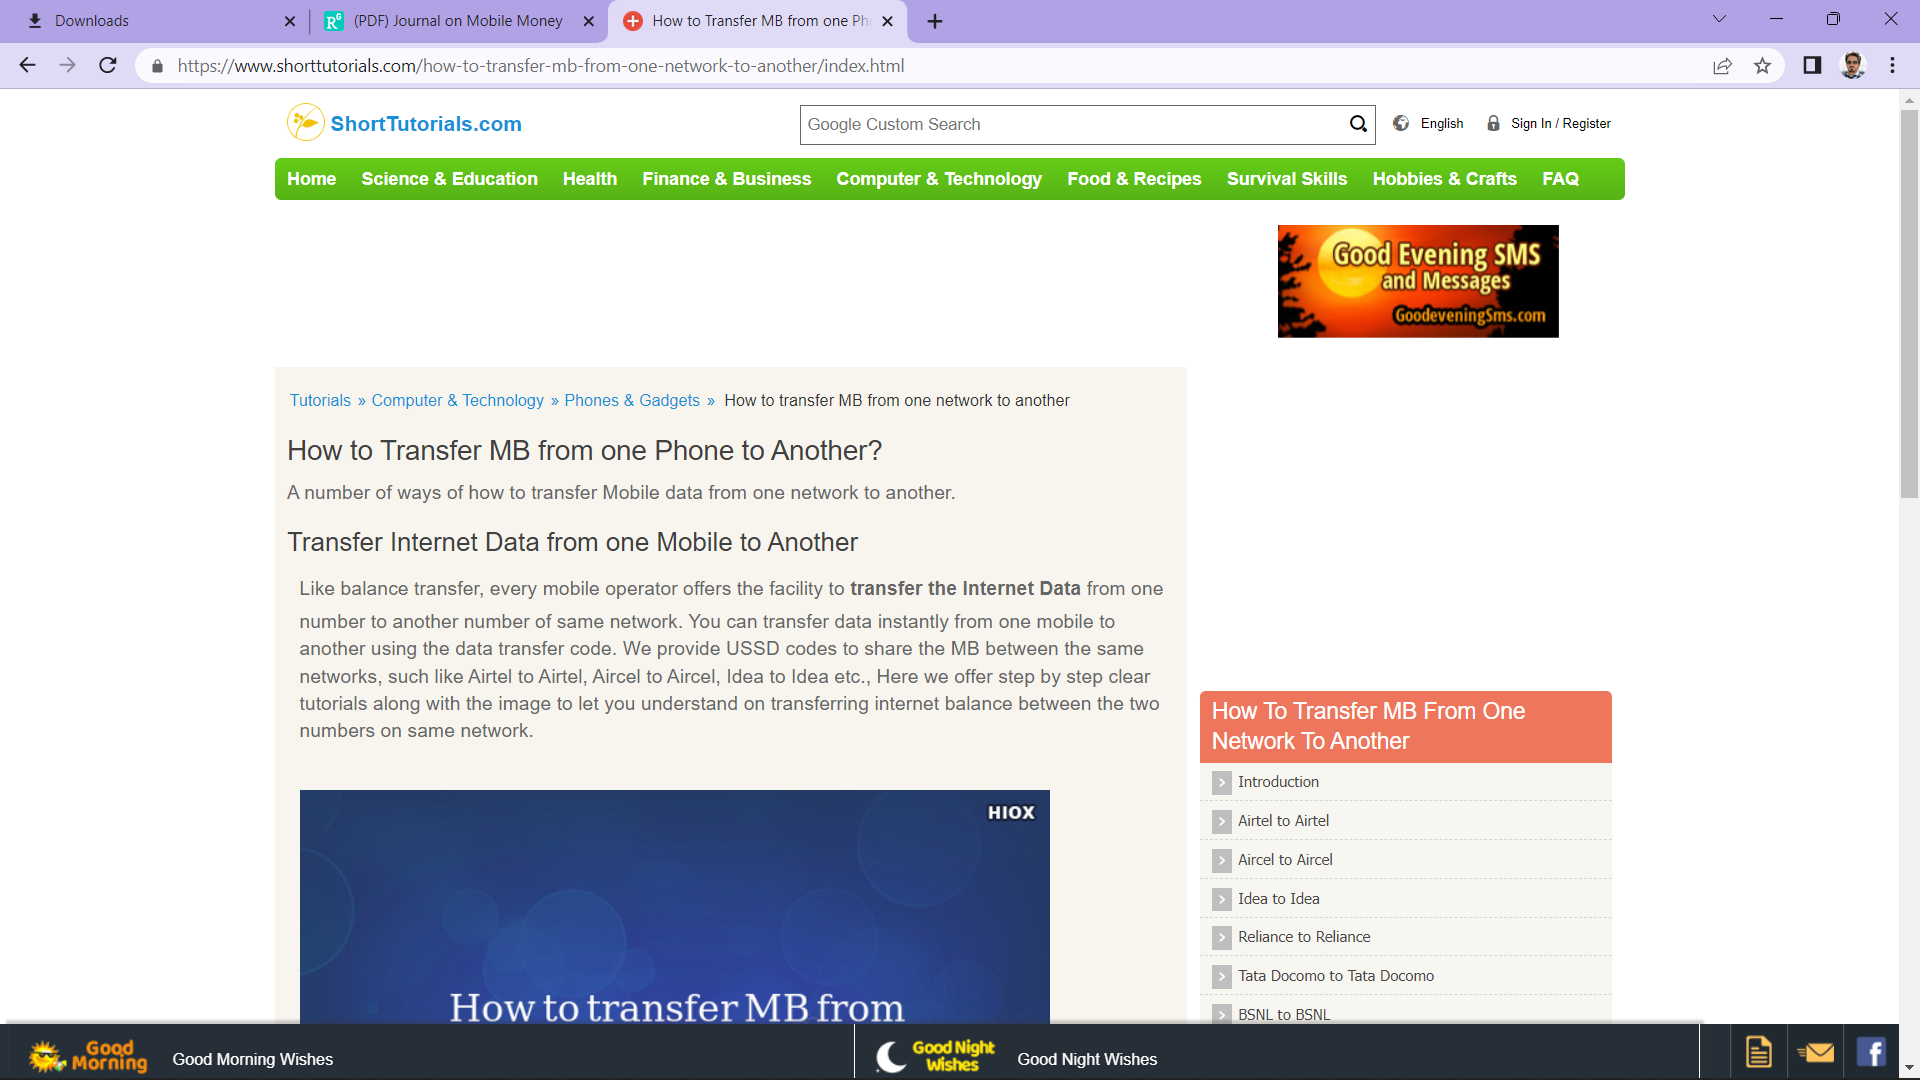 Downloads
(PDF) Journal on Mobile Money
How to Transfer MB from one Ph
https://www.shorttutorials.com/how-to-transfer-mb-from-one-network-to-another/index.html
ShortTutorials.com
Google Custom Search
English
Sign In / Register
Home
Science & Education
Health
Finance & Business
Computer & Technology
Food & Recipes
Survival Skills
Hobbies & Crafts
FAQ
Good Evening SMS
and Messages
GoodeveningSms.com
Tutorials » Computer & Technology » Phones & Gadgets » How to transfer MB from one network to another
How to Transfer MB from one Phone to Another?
A number of ways of how to transfer Mobile data from one network to another.
Transfer Internet Data from one Mobile to Another
Like balance transfer, every mobile operator offers the facility to transfer the Internet Data from one
number to another number of same network. You can transfer data instantly from one mobile to
another using the data transfer code. We provide USSD codes to share the MB between the same
networks, such like Airtel to Airtel, Aircel to Aircel, Idea to Idea etc., Here we offer step by step clear
tutorials along with the image to let you understand on transferring internet balance between the two
numbers on same network.
HIOX
How to transfer MB from
How To Transfer MB From One
Network To Another
Introduction
Airtel to Airtel
Aircel to Aircel
Idea to Idea
Reliance to Reliance
Tata Docomo to Tata Docomo
BSNL to BSNL
Good
Morning
Good Morning Wishes
Good Night
Wishes
Good Night Wishes